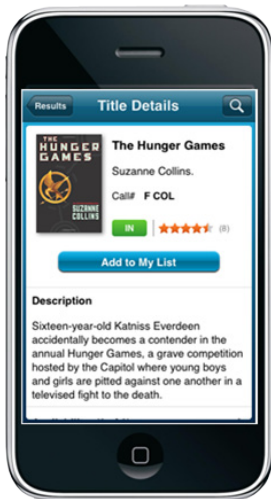 Results
Title Details
THE
HUNGER
GAMES
SUZANNE
COLLINS
The Hunger Games
Suzanne Collins.
Call# F COL
IN
(8)
Add to My List
Description
Sixteen-year-old Katniss Everdeen
accidentally becomes a contender in the
annual Hunger Games, a grave competition
hosted by the Capitol where young boys
and girls are pitted against one another in a
televised fight to the death.